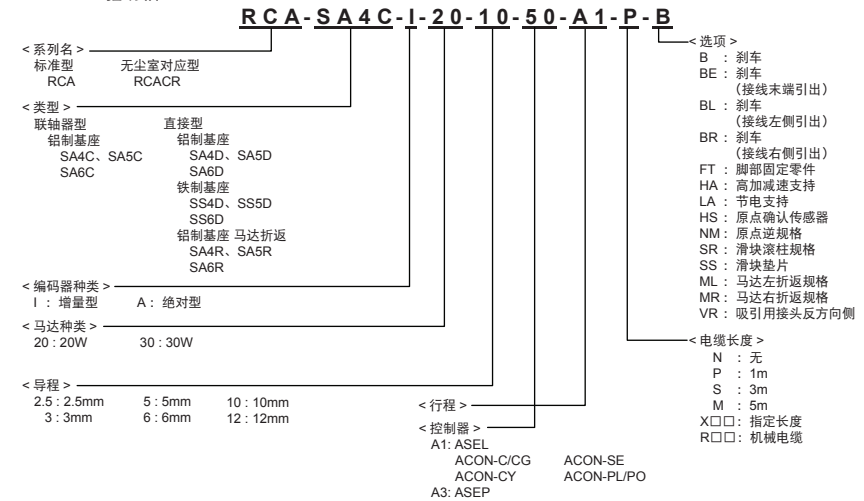 RCA-SA4C-I-20-10-50-A1-P-B
<系列名>
标准型 无尘室对应型
RCA RCACR
<类型>
联轴器型 直接型
铝制基座 铝制基座
SA4C、SA5C SA4D、SA5D
SA6C SA6D
铁制基座
SS4D、SS5D
SS6D
铝制基座 马达折返
SA4R、SA5R
SA6R
<编码器种类>
I : 增量型 A : 绝对型
<马达种类>
20 : 20W 30 : 30W
<导程>
2.5 : 2.5mm 5 : 5mm 10 : 10mm
3 : 3mm 6 : 6mm 12 : 12mm
<行程>
<控制器>
A1: ASEL
ACON-C/CG ACON-SE
ACON-CY ACON-PL/PO
A3: ASEP
<选项>
B : 刹车
BE : 刹车
(接线末端引出)
BL : 刹车
(接线左侧引出)
BR : 刹车
(接线右侧引出)
FT : 脚部固定零件
HA : 高加减速支持
LA : 节电支持
HS : 原点确认传感器
NM : 原点逆规格
SR : 滑块滚柱规格
SS : 滑块垫片
ML : 马达左折返规格
MR : 马达右折返规格
VR : 吸引用接头反方向侧
<电缆长度>
N : 无
P : 1m
S : 3m
M : 5m
X□□ : 指定长度
R□□ : 机械电缆